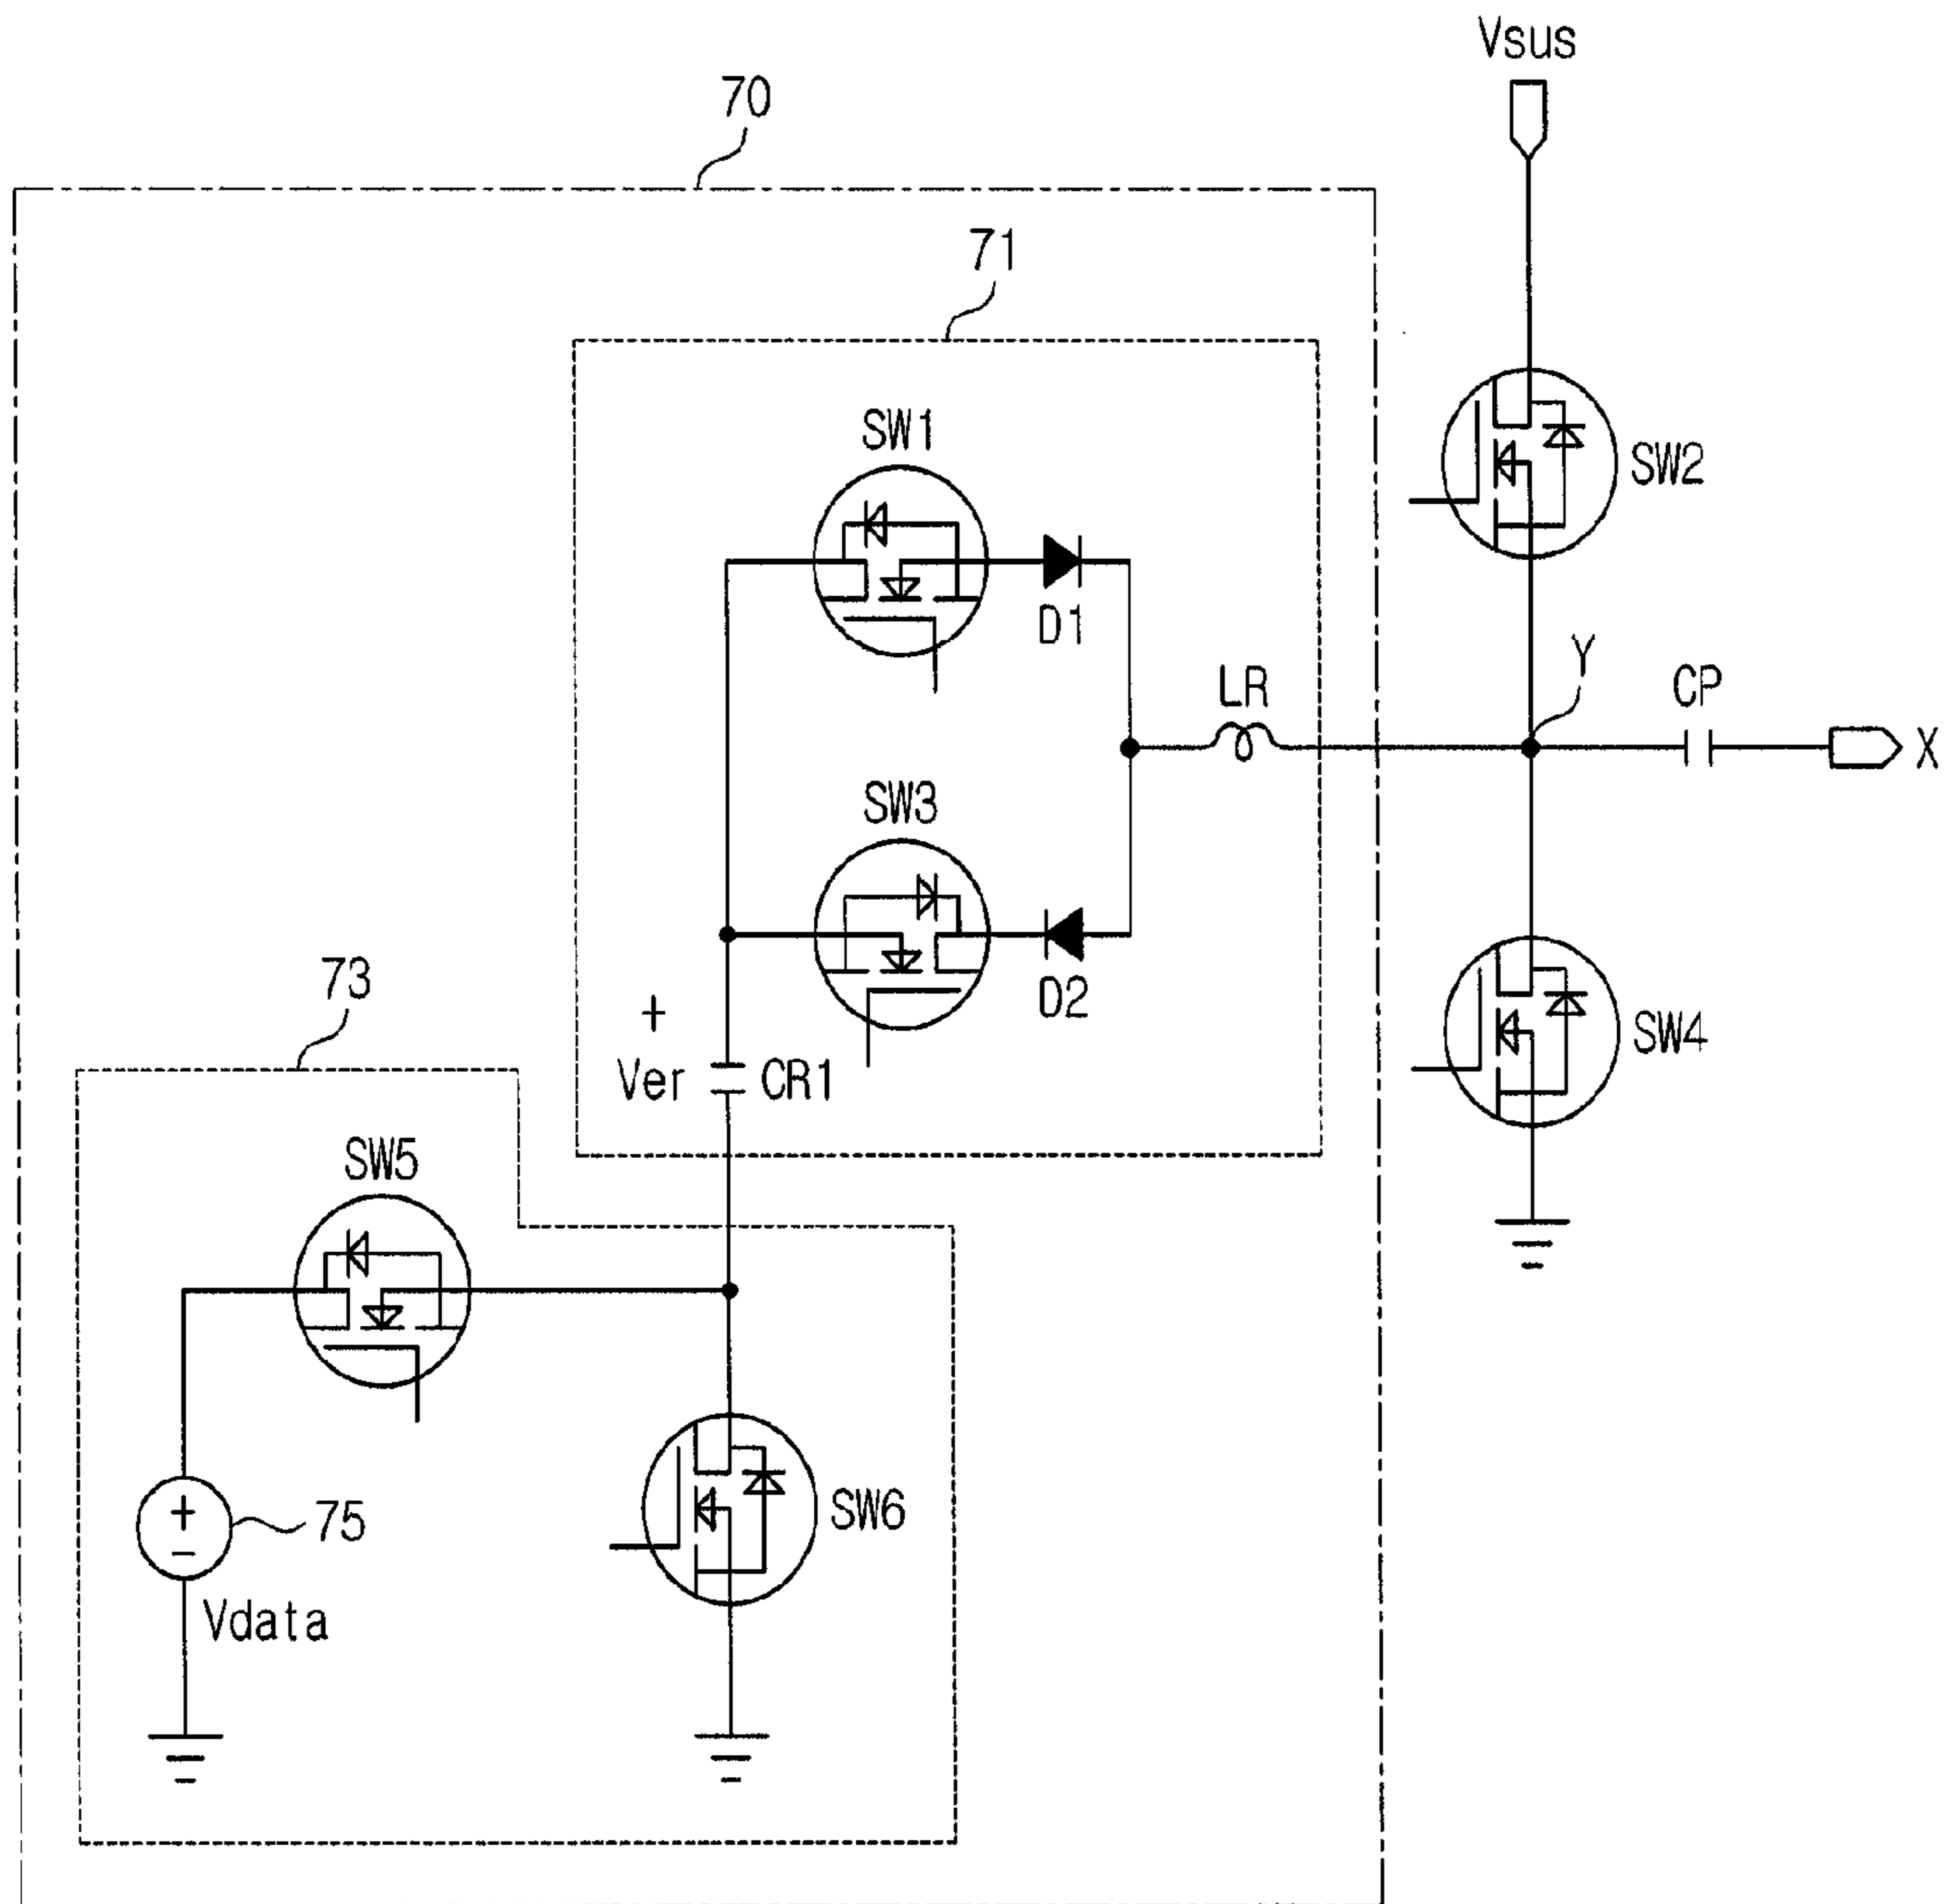 Vsus
70
71
SW1
SW2
D1
Y
CP
LR
X
SW3
73
D2
+
SW4
Ver
CR1
SW5
+
SW6
75
−
Vdata